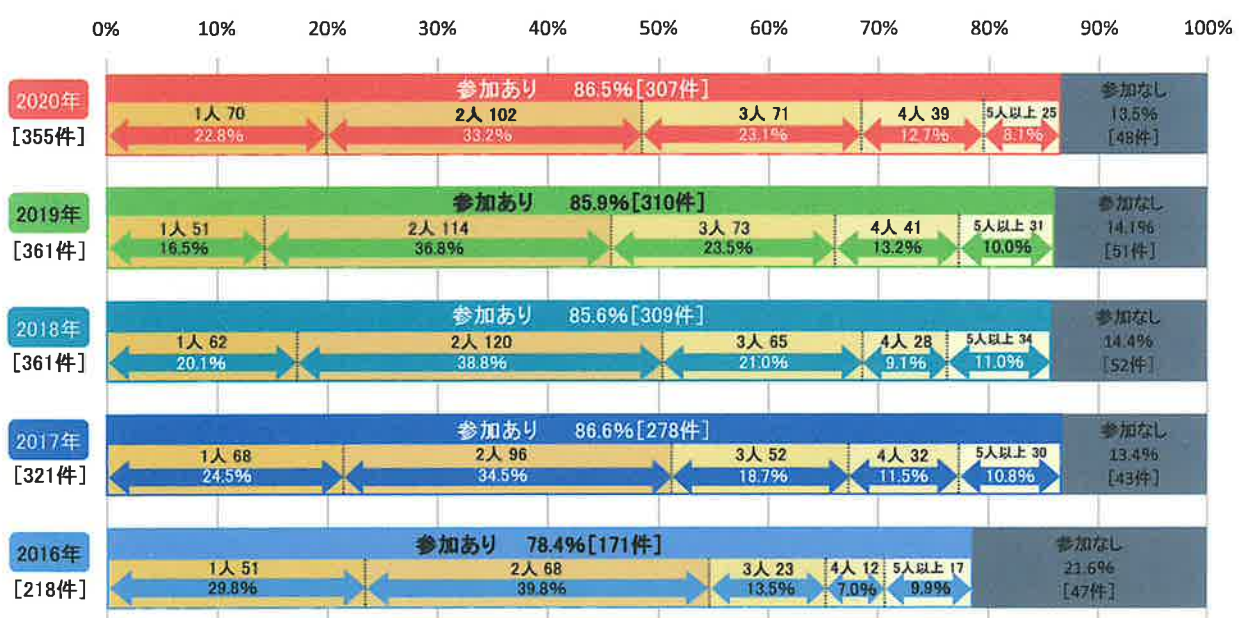 0% 10% 20% 30% 40% 50% 60% 70% 80% 90% 100%
2020年
[355件]
参加あり 86.5%[307件]
1人 70 2人 102 3人 71 4人 39 5人以上 25
22.8% 33.2% 23.1% 12.7% 8.1%
参加なし
13.5%
[48件]
2019年
[361件]
参加あり 85.9%[310件]
1人 51 2人 114 3人 73 4人 41 5人以上 31
16.5% 36.8% 23.5% 13.2% 10.0%
参加なし
14.1%
[51件]
2018年
[361件]
参加あり 85.6%[309件]
1人 62 2人 120 3人 65 4人 28 5人以上 34
20.1% 38.8% 21.0% 9.1% 11.0%
参加なし
14.4%
[52件]
2017年
[321件]
参加あり 86.6%[278件]
1人 68 2人 96 3人 52 4人 32 5人以上 30
24.5% 34.5% 18.7% 11.5% 10.8%
参加なし
13.4%
[43件]
2016年
[218件]
参加あり 78.4%[171件]
1人 51 2人 68 3人 23 4人 12 5人以上 17
29.8% 39.8% 13.5% 7.0% 9.9%
参加なし
21.6%
[47件]